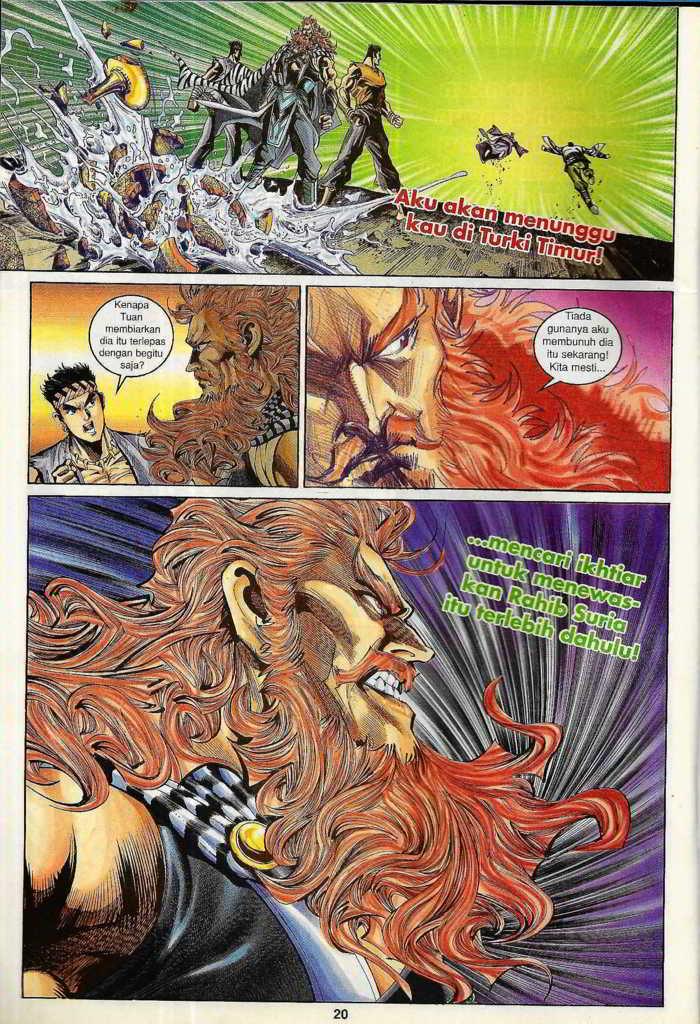 Aku akan menunggu
kau di Turki Timur!
Kenapa
Tuan
membiarkan
dia itu terlepas
dengan begitu
saja?
Tiada
gunanya aku
membunuh dia
itu sekarang!
Kita mesti...
...mencari ikhtiar
untuk menewas-
kan Rahib Suria
itu terlebih dahulu!
20